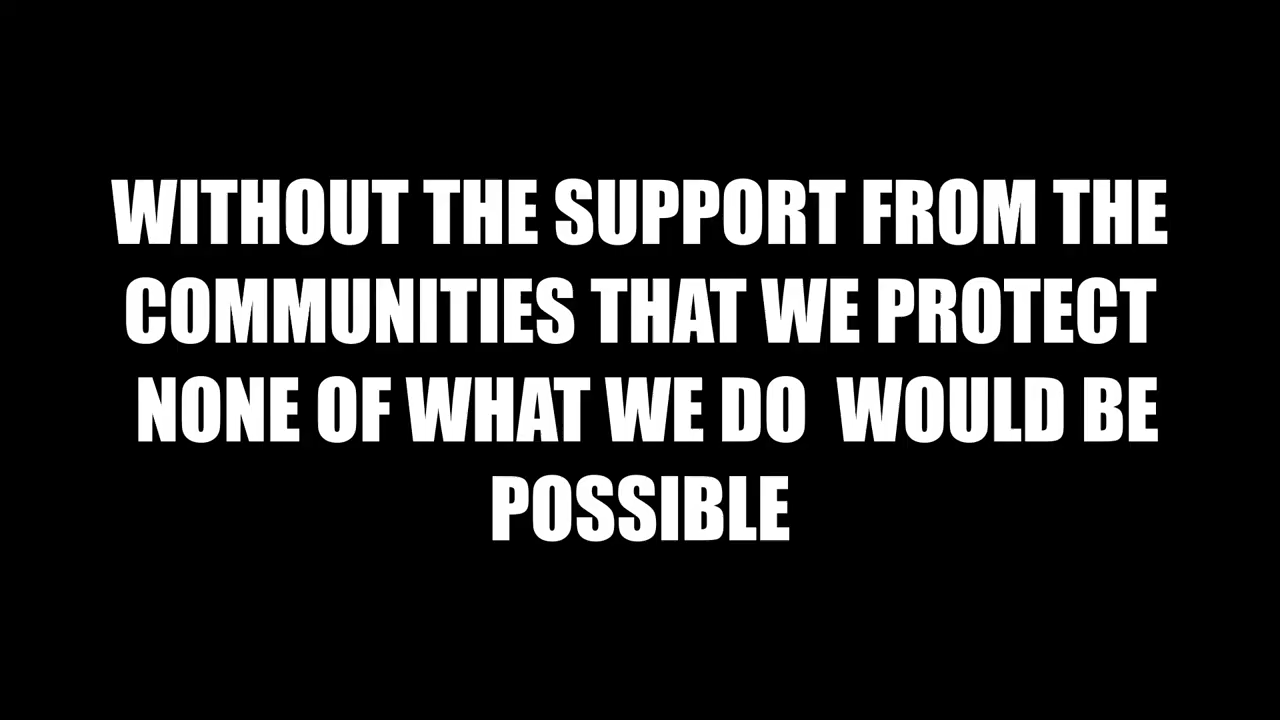 WITHOUT THE SUPPORT FROM THE
COMMUNITIES THAT WE PROTECT
NONE OF WHAT WE DO  WOULD BE
POSSIBLE